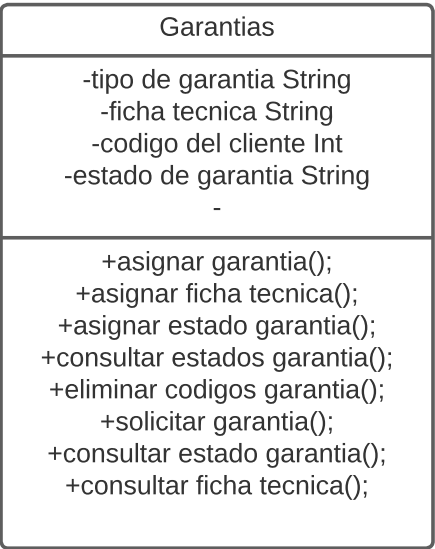 Garantias
-tipo de garantia String
-ficha tecnica String
-codigo del cliente Int
-estado de garantia String
-
+asignar garantia();
+asignar ficha tecnica();
+asignar estado garantia();
+consultar estados garantia();
+eliminar codigos garantia();
+solicitar garantia();
+consultar estado garantia();
+consultar ficha tecnica();